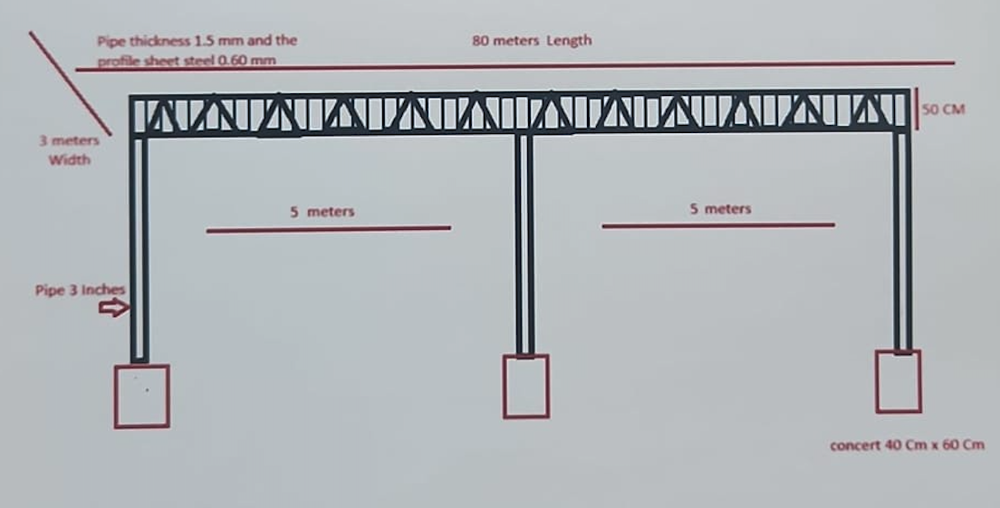 Pipe thickness 1.5 mm and the
profile sheet steel 0.60 mm
80 meters Length
50 CM
3 meters
Width
5 meters
5 meters
Pipe 3 Inches
concert 40 Cm x 60 Cm